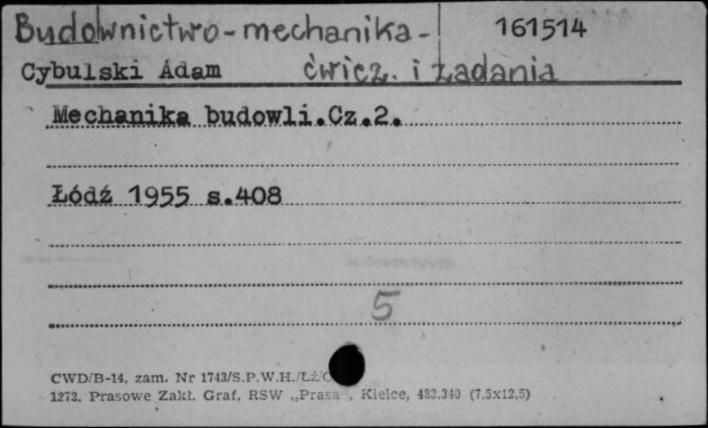 Budownictwo-mechanika- 161514
Cybulski Adam ćwicz. i zadania
Mechanika budowli.Cz.2.
Łódź 1955 s.408
5
CWD/B-14, zam. Nr 1743/S.P.W.H./Łź/
1272. Prasowe Zakł. Graf. RSW „Prasa", Kielce, 483.340 (7.5x12,5)